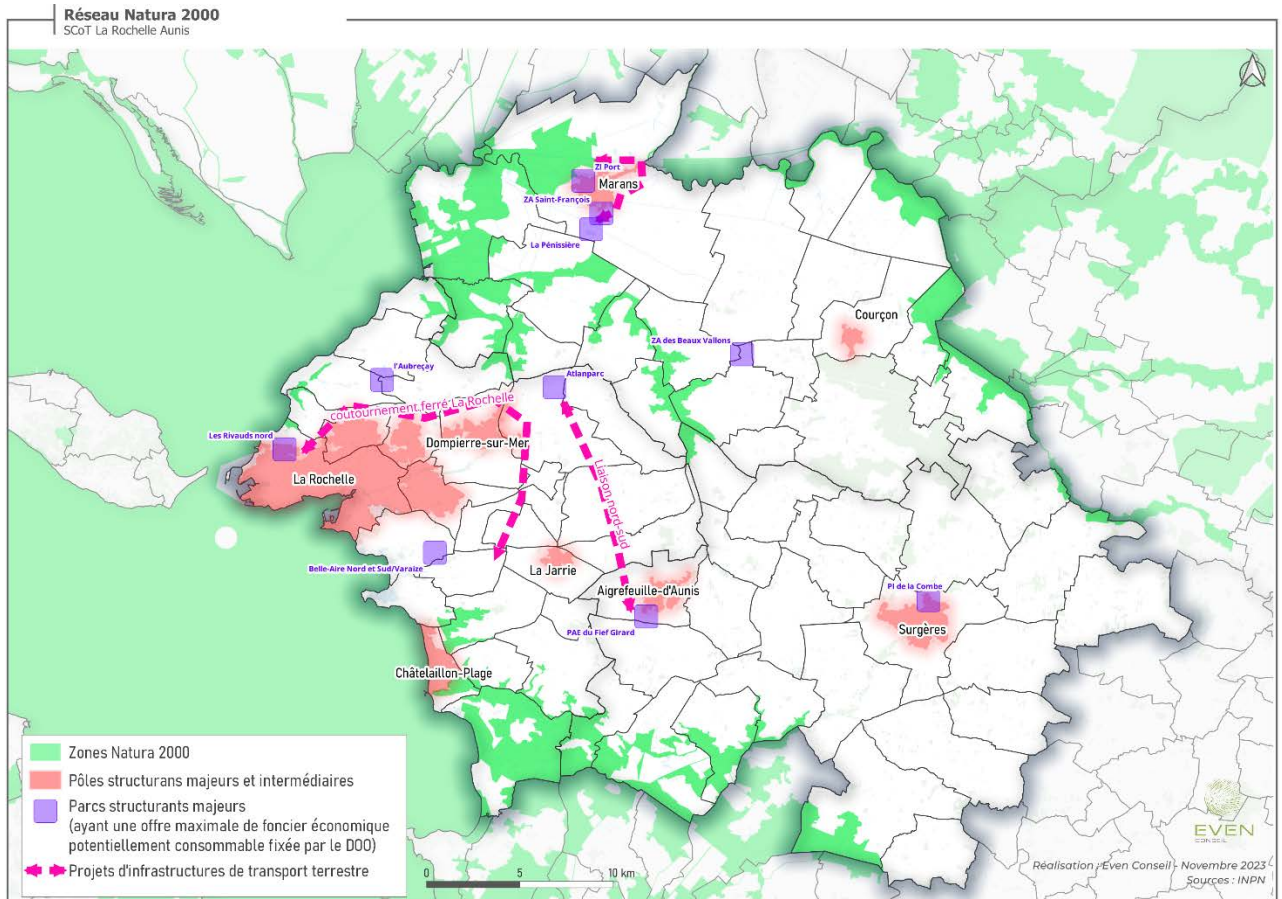 Réseau Natura 2000
SCoT La Rochelle Aunis
ZI Port
Marans
ZA Saint-François
La Pénissière
Courçon
ZA des Beaux Vallons
l'Aubreçay
Atlanparc
coutournement ferré La Rochelle
Les Rivauds nord
Dompierre-sur-Mer
La Rochelle
Liaison nord-sud
Belle-Aire Nord et Sud/Varaize
La Jarrie
Aigrefeuille-d'Aunis
PI de la Combe
PAE du Fief Girard
Surgères
Châtelaillon-Plage
Zones Natura 2000
Pôles structurans majeurs et intermédiaires
Parcs structurants majeurs
(ayant une offre maximale de foncier économique
potentiellement consommable fixée par le DOO)
Projets d'infrastructures de transport terrestre
0 5 10 km
EVEN
CONSEIL
Réalisation : Even Conseil - Novembre 2023
Sources : INPN